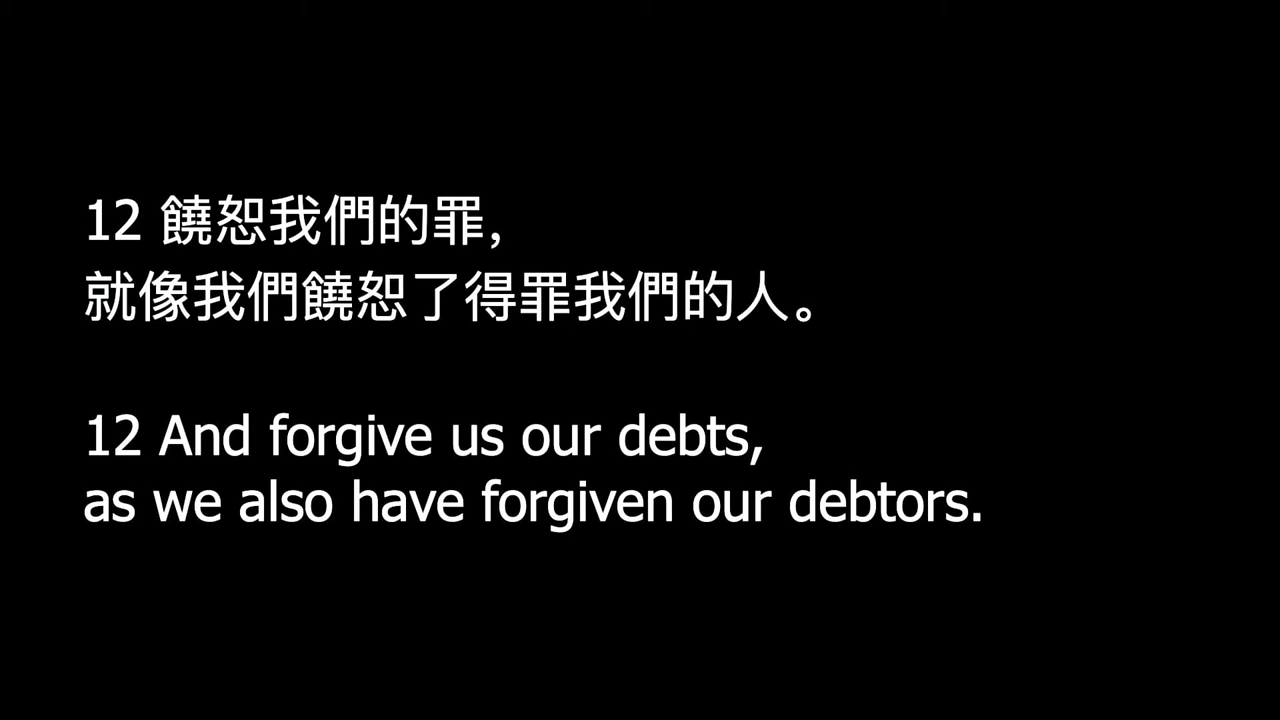 12 饒恕我們的罪,
就像我們饒恕了得罪我們的人。
12 And forgive us our debts,
as we also have forgiven our debtors.